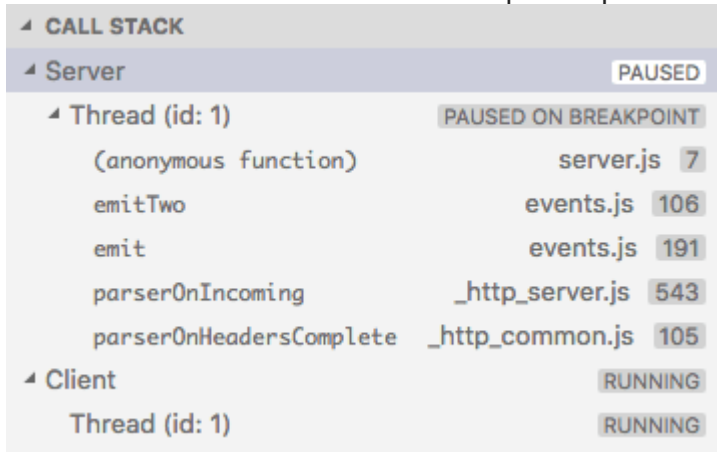 CALL STACK
Server PAUSED
Thread (id: 1) PAUSED ON BREAKPOINT
(anonymous function) server.js 7
emitTwo events.js 106
emit events.js 191
parserOnIncoming _http_server.js 543
parserOnHeadersComplete _http_common.js 105
Client RUNNING
Thread (id: 1) RUNNING